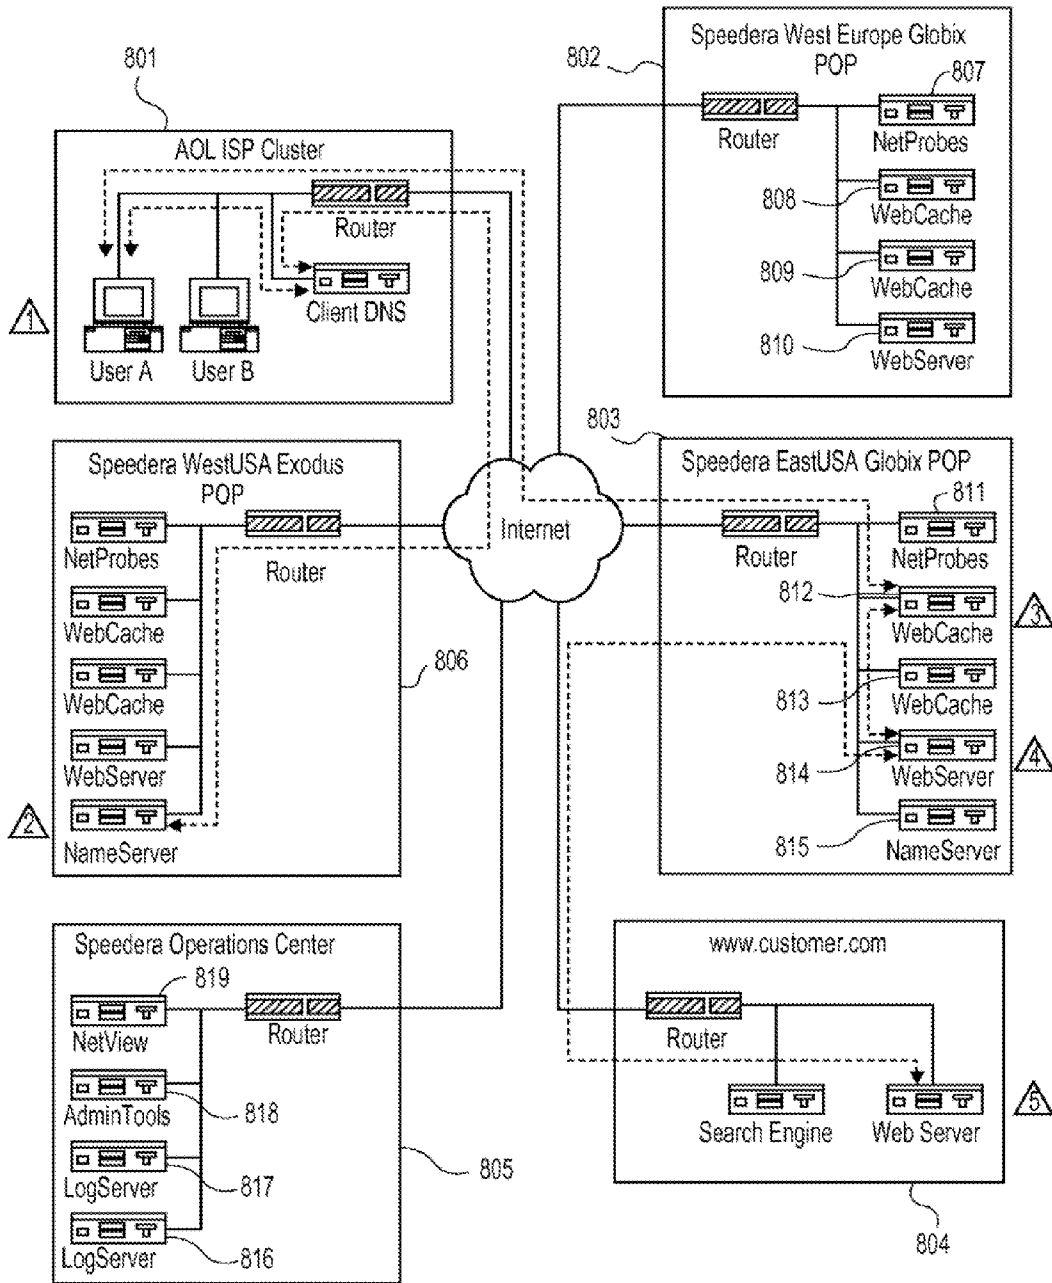 801
AOL ISP Cluster
Router
Client DNS
1
User A
User B
802
Speedera West Europe Globix
POP
807
Router
NetProbes
808
WebCache
809
WebCache
810
WebServer
Speedera WestUSA Exodus
POP
NetProbes
Router
WebCache
WebCache
WebServer
2
NameServer
806
Internet
803
Speedera EastUSA Globix POP
811
Router
NetProbes
812
WebCache
3
813
WebCache
814
WebServer
4
815
NameServer
Speedera Operations Center
819
NetView
Router
AdminTools
818
LogServer
817
LogServer
816
805
www.customer.com
Router
Search Engine
Web Server
5
804